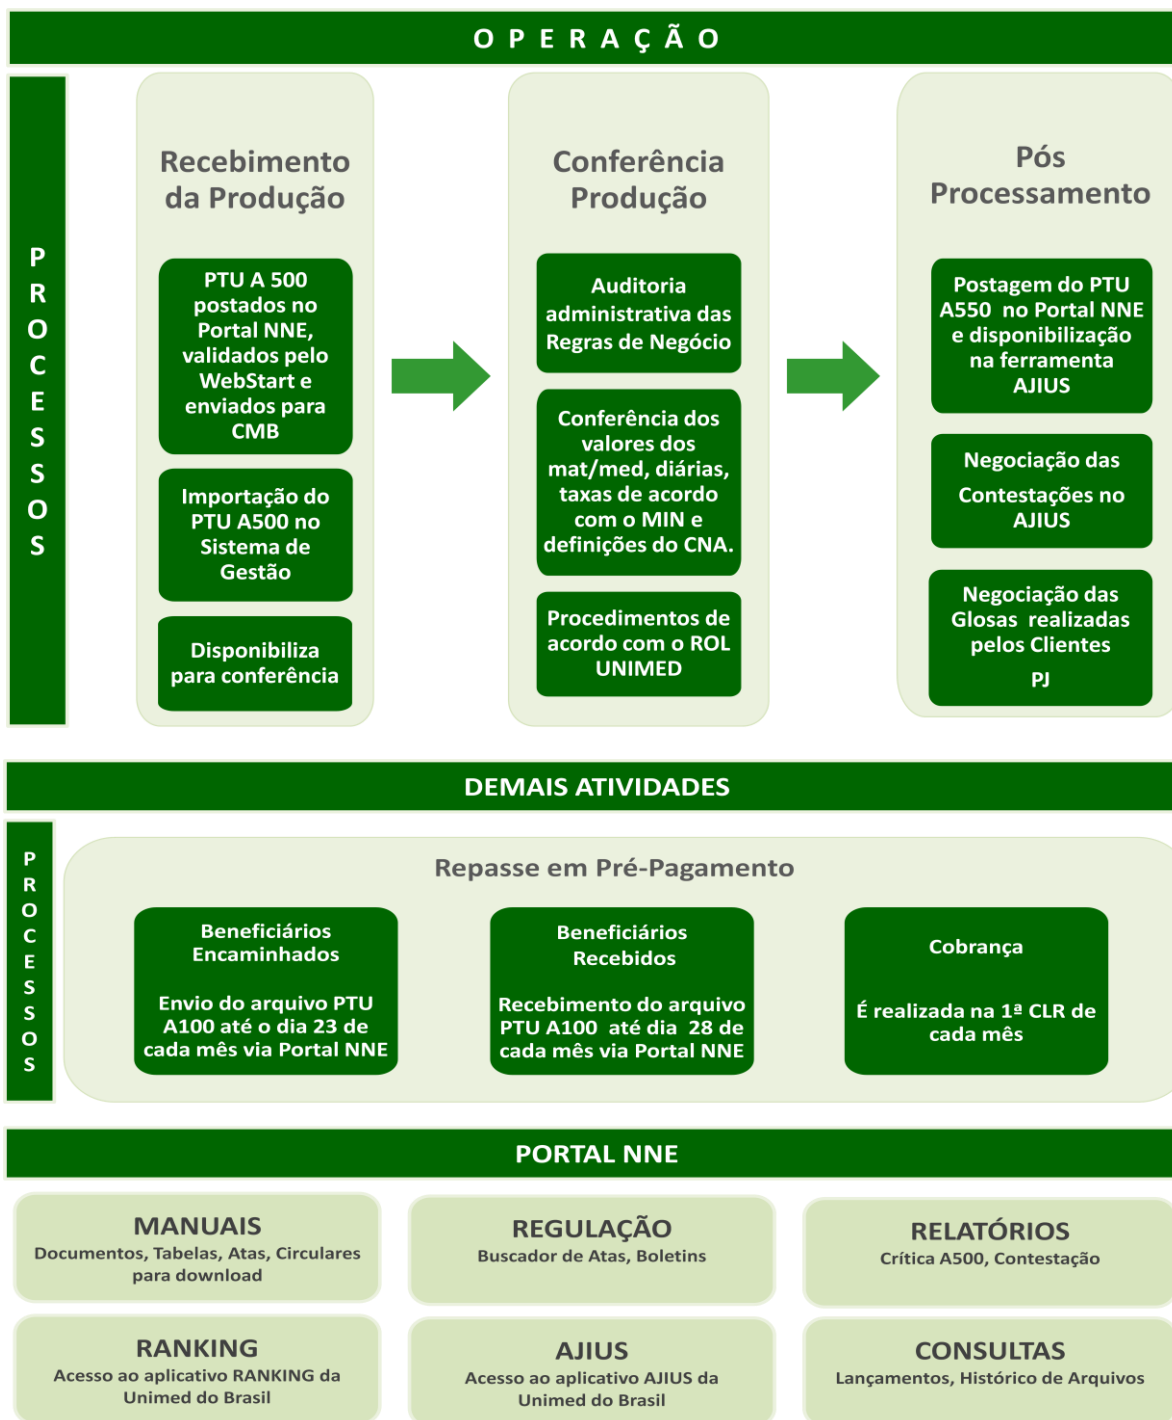 OPERAÇÃO
PROCESSOS
Recebimento
da Produção
PTU A 500
postados no
Portal NNE,
validados pelo
WebStart e
enviados para
CMB
Importação do
PTU A500 no
Sistema de
Gestão
Disponibiliza
para conferência
Conferência
Produção
Auditoria
administrativa das
Regras de Negócio
Conferência dos
valores dos
mat/med, diárias,
taxas de acordo
com o MIN e
definições do CNA.
Procedimentos de
acordo com o ROL
UNIMED
Pós
Processamento
Postagem do PTU
A550 no Portal NNE
e disponibilização
na ferramenta
AJIUS
Negociação das
Contestações no
AJIUS
Negociação das
Glosas realizadas
pelos Clientes
PJ
DEMAIS ATIVIDADES
PROCESSOS
Repasse em Pré-Pagamento
Beneficiários
Encaminhados
Envio do arquivo PTU
A100 até o dia 23 de
cada mês via Portal NNE
Beneficiários
Recebidos
Recebimento do arquivo
PTU A100 até dia 28 de
cada mês via Portal NNE
Cobrança
É realizada na 1ª CLR de
cada mês
PORTAL NNE
MANUAIS
Documentos, Tabelas, Atas, Circulares
para download
REGULAÇÃO
Buscador de Atas, Boletins
RELATÓRIOS
Crítica A500, Contestação
RANKING
Acesso ao aplicativo RANKING da
Unimed do Brasil
AJIUS
Acesso ao aplicativo AJIUS da
Unimed do Brasil
CONSULTAS
Lançamentos, Histórico de Arquivos